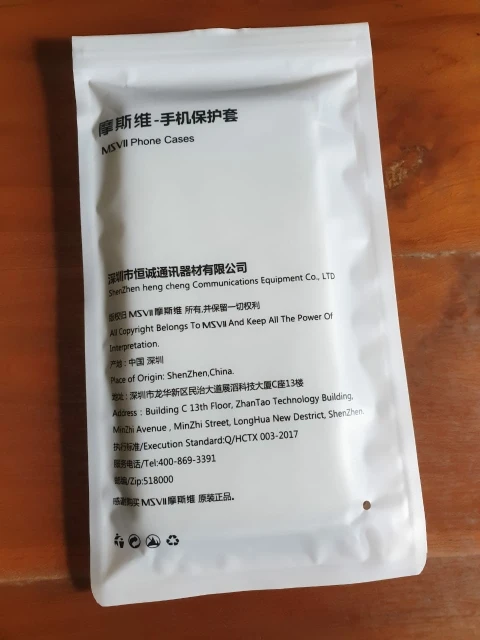 摩斯维-手机保护套
MSVII Phone Cases
深圳市恒诚通讯器材有限公司
ShenZhen heng cheng Communications Equipment Co., LTD
版权归 MSVII 摩斯维 所有,并保留一切权利
All Copyright Belongs To MSVII And Keep All The Power Of
Interpretation.
产地: 中国 深圳
Place of Origin: ShenZhen,China.
地址: 深圳市龙华新区民治大道展滔科技大厦C座13楼
Address : Building C 13th Floor, ZhanTao Technology Building,
MinZhi Avenue , MinZhi Street, LongHua New Destrict, ShenZhen.
执行标准/Execution Standard:Q/HCTX 003-2017
服务电话/Tel:400-869-3391
邮编/Zip:518000
感谢购买 MSVII摩斯维 原装正品。